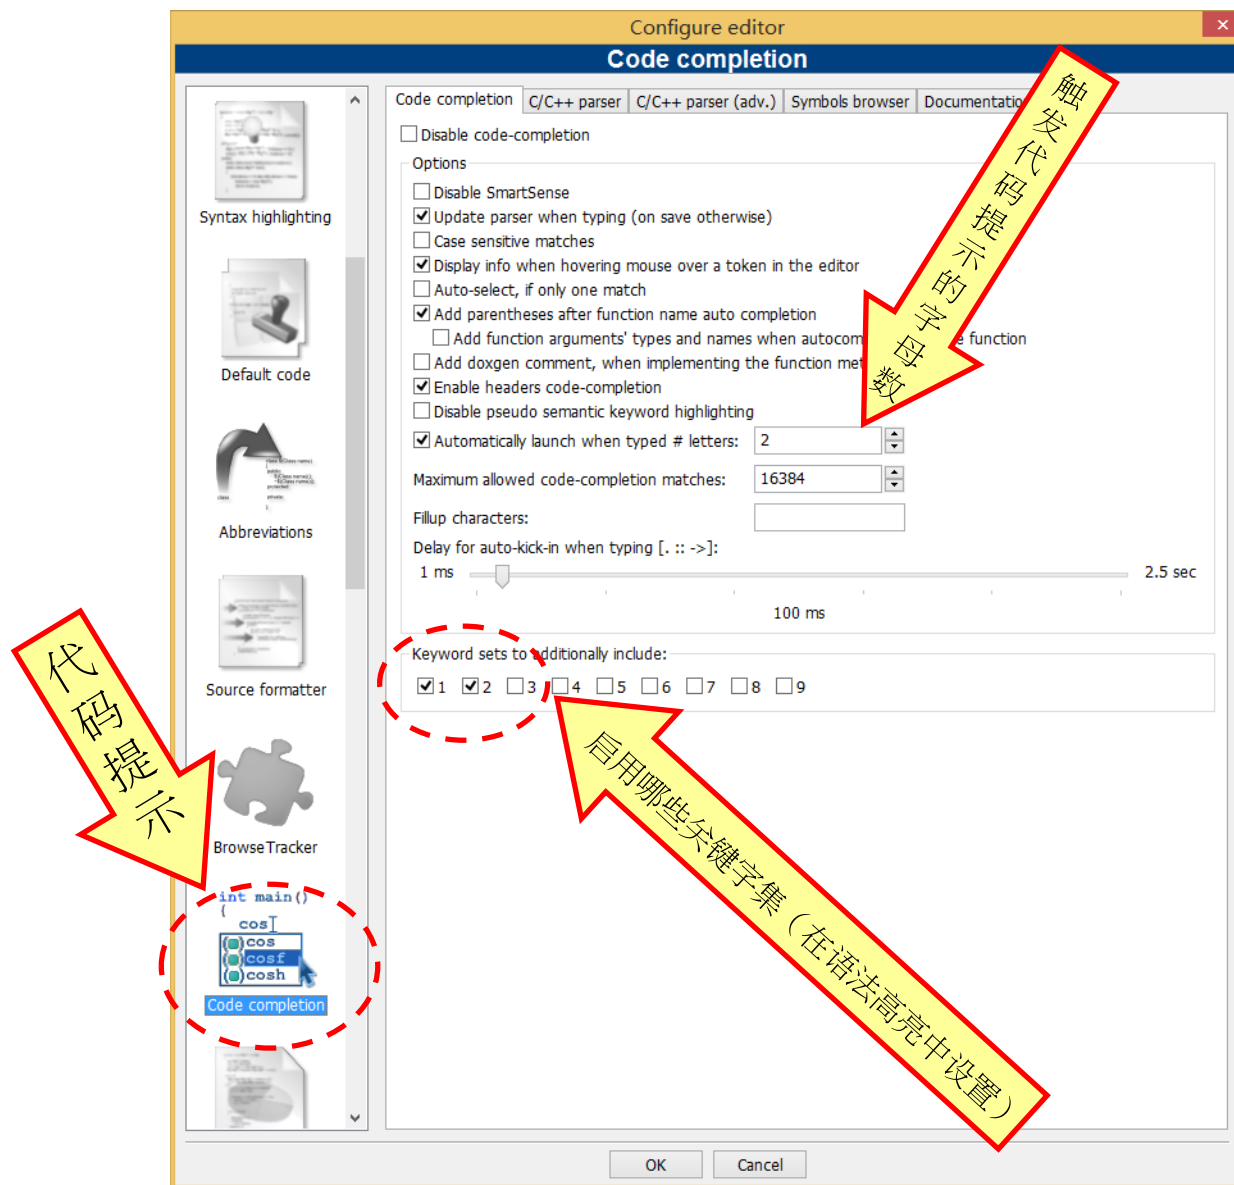 Configure editor
Code completion
Syntax highlighting
Default code
Abbreviations
Source formatter
BrowseTracker
int main()
{
cos
()cos
()cosf
()cosh
Code completion
Code completion
C/C++ parser
C/C++ parser (adv.)
Symbols browser
Disable code-completion
Options
Disable SmartSense
Update parser when typing (on save otherwise)
Case sensitive matches
Display info when hovering mouse over a token in the editor
Auto-select, if only one match
Add parentheses after function name auto completion
Add function arguments' types and names when function
Add doxgen comment, when implementing the function
Enable headers code-completion
Disable pseudo semantic keyword highlighting
Automatically launch when typed # letters: 2
Maximum allowed code-completion matches: 16384
Fillup characters:
Delay for auto-kick-in when typing [. :: ->]:
1 ms
2.5 sec
100 ms
Keyword sets to additionally include:
1 2 3 4 5 6 7 8 9
OK
Cancel
触发代码提示的字母数
代码提示
启用哪些关键字集（在语法高亮中设置）